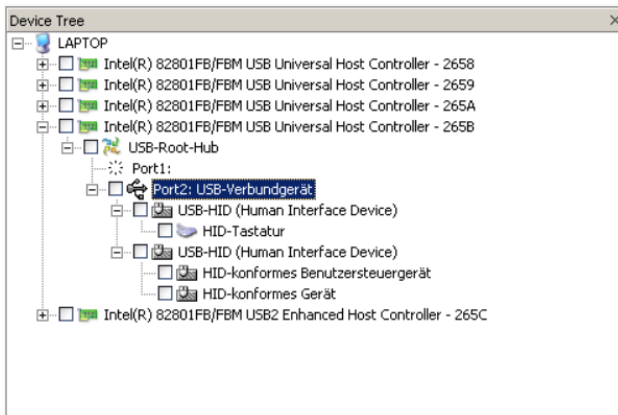 Device Tree
LAPTOP
Intel(R) 82801FB/FBM USB Universal Host Controller - 2658
Intel(R) 82801FB/FBM USB Universal Host Controller - 2659
Intel(R) 82801FB/FBM USB Universal Host Controller - 265A
Intel(R) 82801FB/FBM USB Universal Host Controller - 265B
USB-Root-Hub
Port1:
Port2: USB-Verbundgerät
USB-HID (Human Interface Device)
HID-Tastatur
USB-HID (Human Interface Device)
HID-konformes Benutzersteuergerät
HID-konformes Gerät
Intel(R) 82801FB/FBM USB2 Enhanced Host Controller - 265C